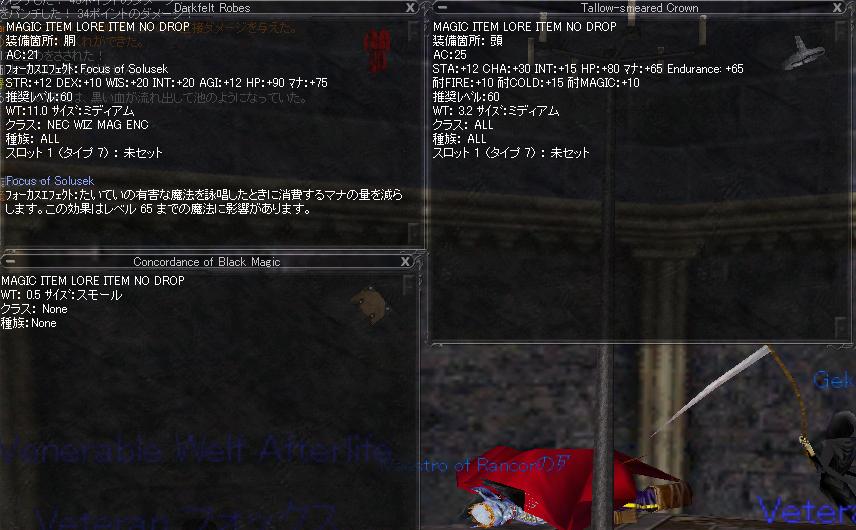 Darkfelt Robes
MAGIC ITEM LORE ITEM NO DROP
装備箇所: 胴
AC:21
フォーカスエフェクト:Focus of Solusek
STR:+12 DEX:+10 WIS:+20 INT:+20 AGI:+12 HP:+90 マナ:+75
推奨レベル:60
WT:11.0 サイズ:ミディアム
クラス: NEC WIZ MAG ENC
種族: ALL
スロット 1 (タイプ 7) : 未セット
Focus of Solusek
フォーカスエフェクト:たいていの有害な魔法を詠唱したときに消費するマナの量を減ら
します。この効果はレベル 65 までの魔法に影響があります。
Tallow-smeared Crown
MAGIC ITEM LORE ITEM NO DROP
装備箇所: 頭
AC:25
STA:+12 CHA:+30 INT:+15 HP:+80 マナ:+65 Endurance: +65
耐FIRE:+10 耐COLD:+15 耐MAGIC:+10
推奨レベル:60
WT: 3.2 サイズ:ミディアム
クラス: ALL
種族: ALL
スロット 1 (タイプ 7) : 未セット
Concordance of Black Magic
MAGIC ITEM LORE ITEM NO DROP
WT: 0.5 サイズ:スモール
クラス: None
種族:None
Gek
Venerable Welf Afterlife
Maestro of Rancorの死
Veteran
Veter